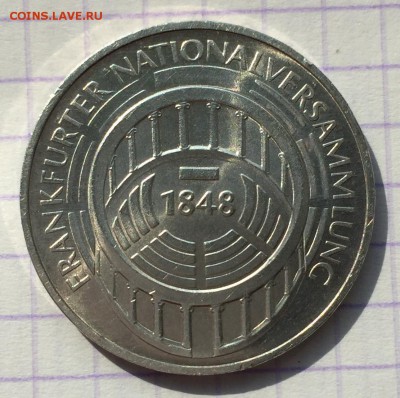 COINS.LAVE.RU
FRANKFURTER NATIONALVERSAMMLUNG
1848